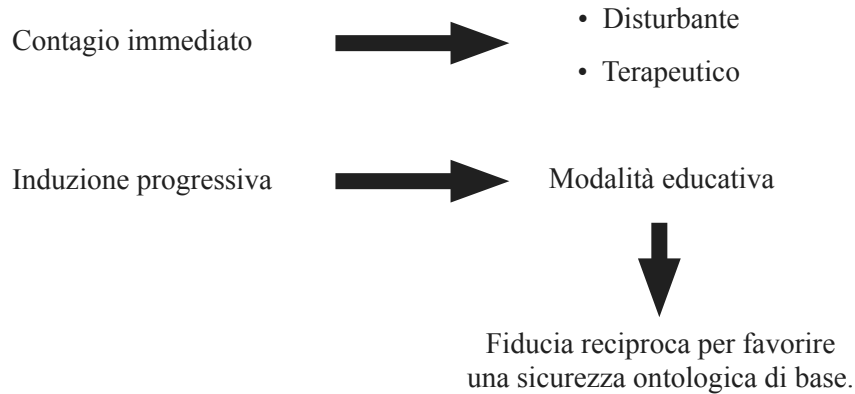 Contagio immediato
• Disturbante
• Terapeutico
Induzione progressiva
Modalità educativa
Fiducia reciproca per favorire
una sicurezza ontologica di base.